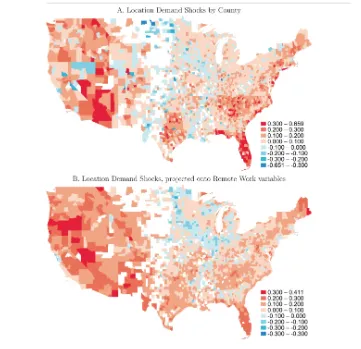 A. Location Demand Shocks by County
0.300 – 0.659
0.200 – 0.300
0.100 – 0.200
0.000 – 0.100
-0.100 – 0.000
-0.200 – -0.100
-0.300 – -0.200
-0.651 – -0.300
B. Location Demand Shocks, projected onto Remote Work variables
0.300 – 0.411
0.200 – 0.300
0.100 – 0.200
0.000 – 0.100
-0.100 – 0.000
-0.200 – -0.100
-0.300 – -0.200
-0.300 – -0.300